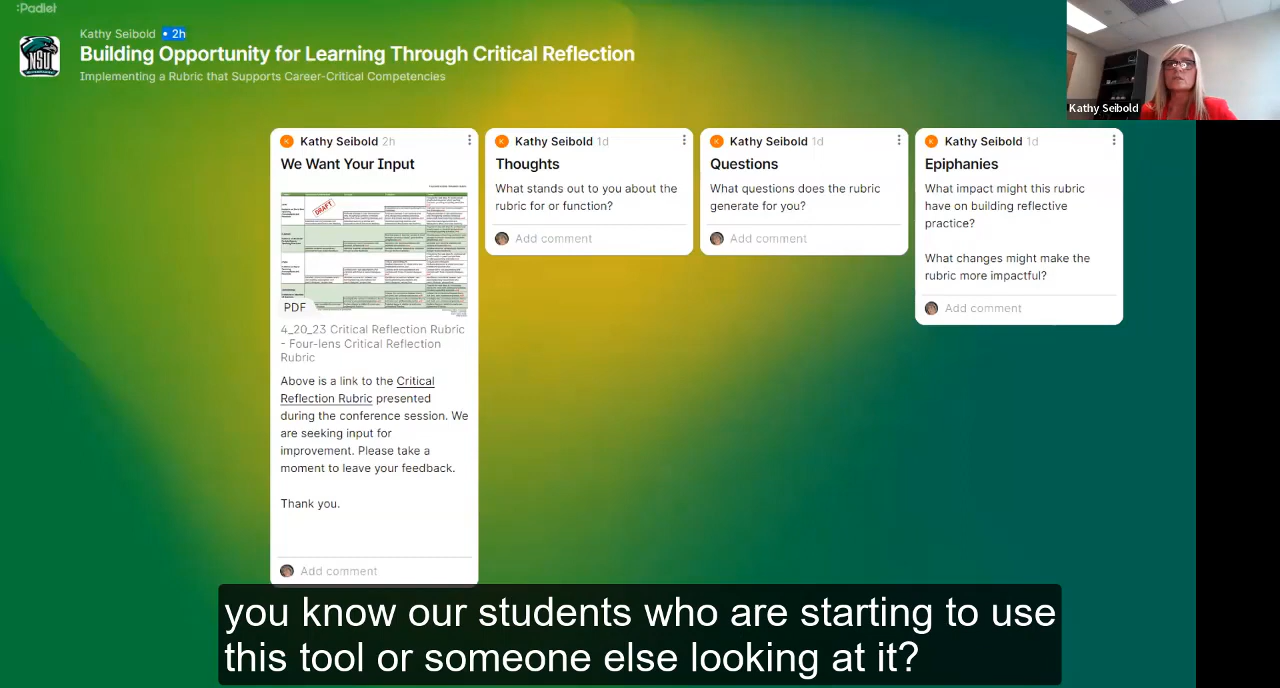 :Padlet
Kathy Seibold • 2h
Building Opportunity for Learning Through Critical Reflection
Implementing a Rubric that Supports Career-Critical Competencies
NSU
Kathy Seibold
K Kathy Seibold 2h
We Want Your Input
DRAFT
PDF
4_20_23 Critical Reflection Rubric
- Four-lens Critical Reflection
Rubric
Above is a link to the Critical
Reflection Rubric presented
during the conference session. We
are seeking input for
improvement. Please take a
moment to leave your feedback.
Thank you.
Add comment
K Kathy Seibold 1d
Thoughts
What stands out to you about the
rubric for or function?
Add comment
K Kathy Seibold 1d
Questions
What questions does the rubric
generate for you?
Add comment
K Kathy Seibold 1d
Epiphanies
What impact might this rubric
have on building reflective
practice?
What changes might make the
rubric more impactful?
Add comment
you know our students who are starting to use
this tool or someone else looking at it?